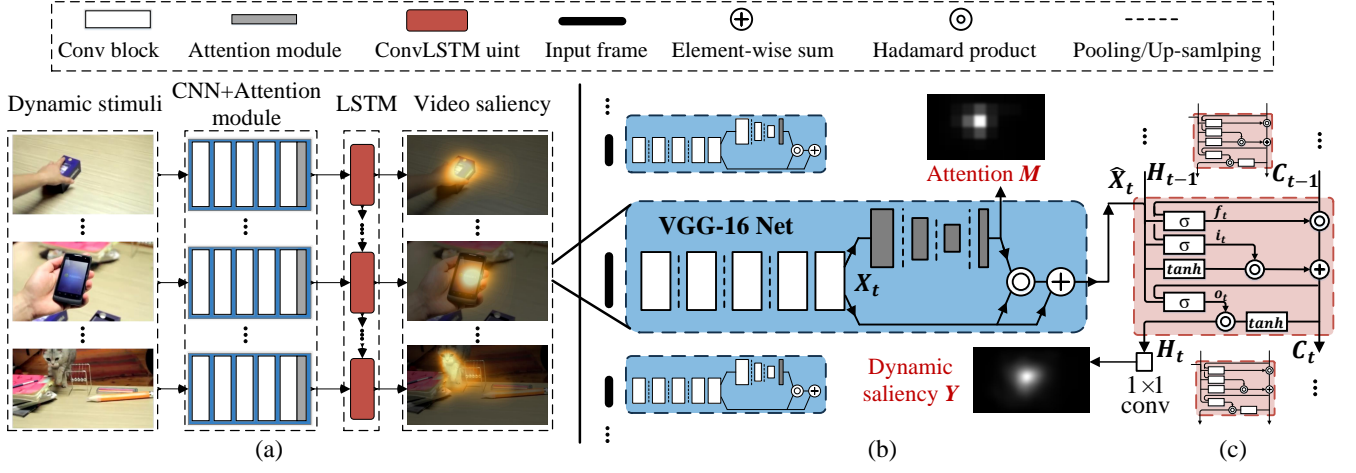 Conv block
Attention module
ConvLSTM uint
Input frame
Element-wise sum
Hadamard product
Pooling/Up-samlping
Dynamic stimuli
CNN+Attention
module
LSTM
Video saliency
(a)
VGG-16 Net
X_t
Attention M
Dynamic
saliency Y
(b)
X̂_t
H_{t-1}
C_{t-1}
σ
f_t
σ
i_t
tanh
σ
o_t
tanh
H_t
C_t
1×1
conv
(c)